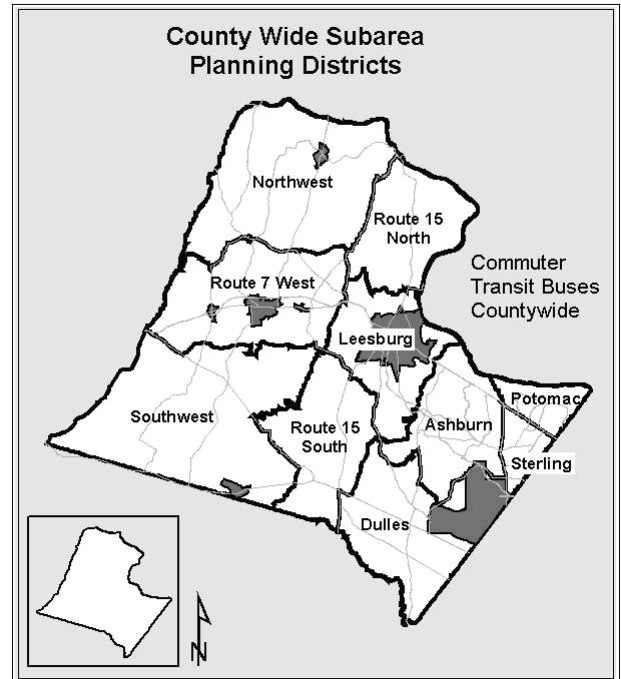 County Wide Subarea
Planning Districts
Northwest
Route 15
North
Commuter
Transit Buses
Countywide
Route 7 West
Leesburg
Potomac
Southwest
Route 15
South
Ashburn
Sterling
Dulles
N